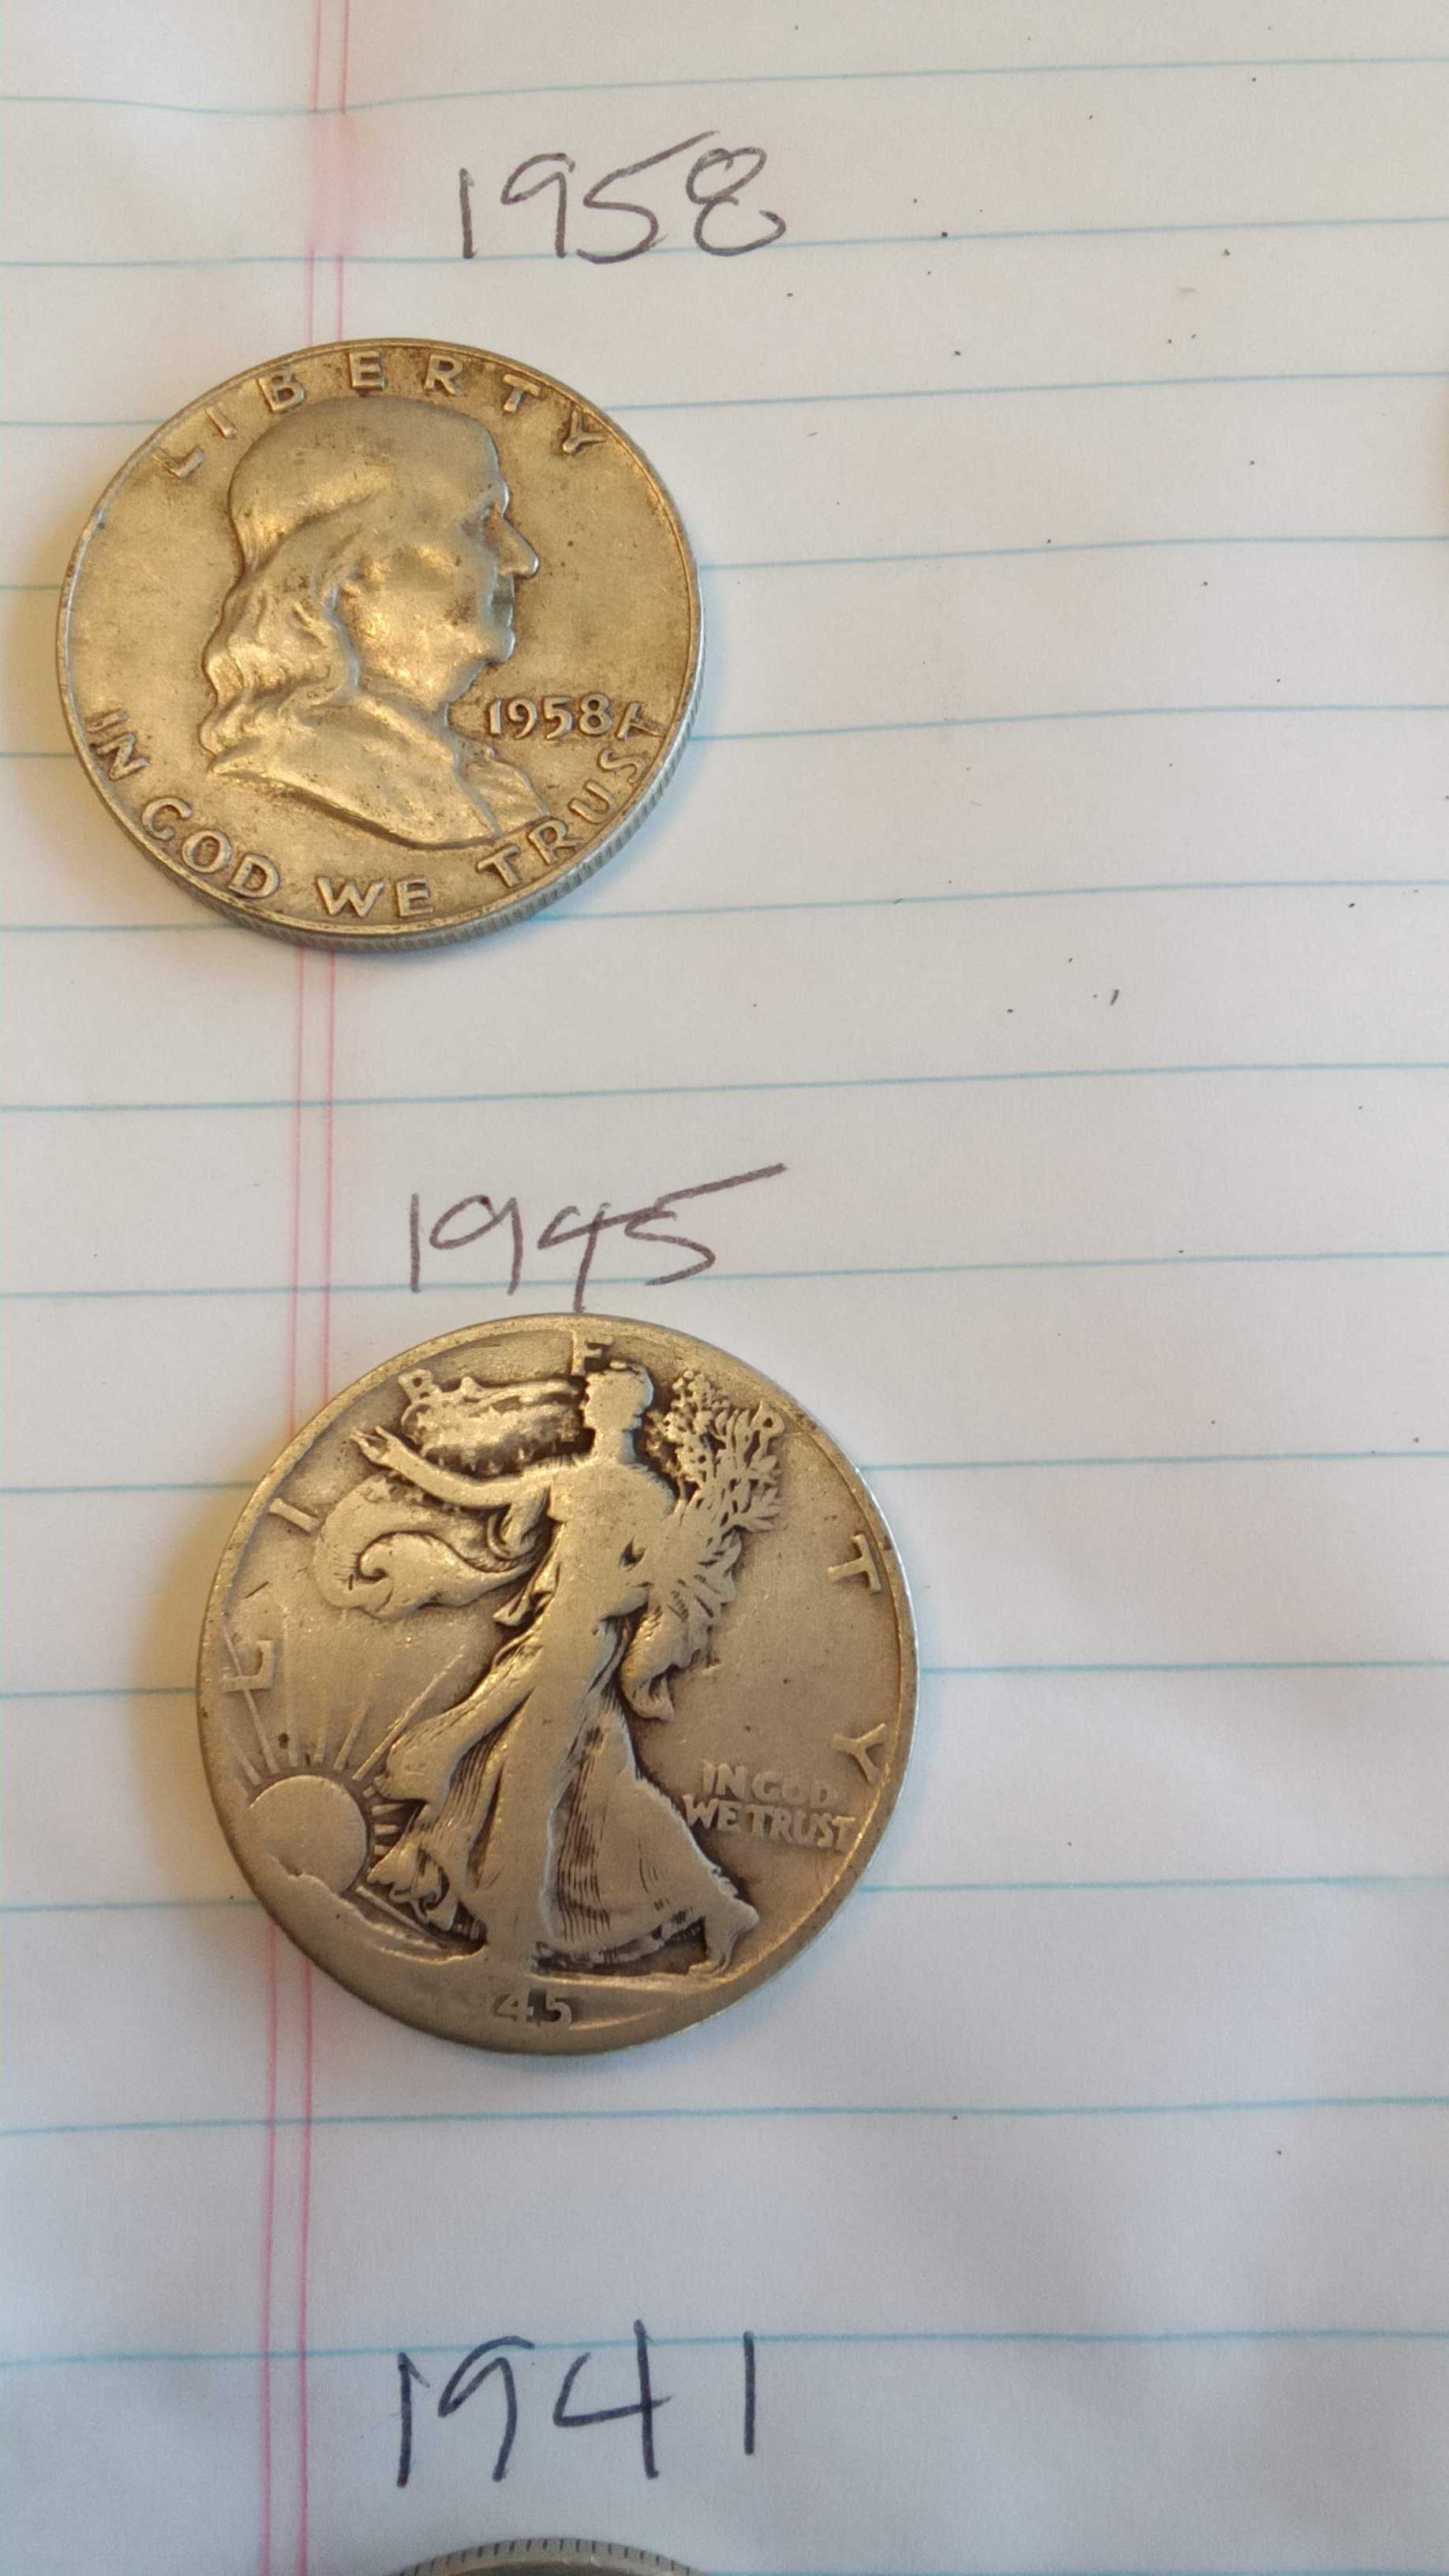 1958
LIBERTY
1958
IN GOD WE TRUST
1945
LIBERTY
IN GOD
WE TRUST
45
1941